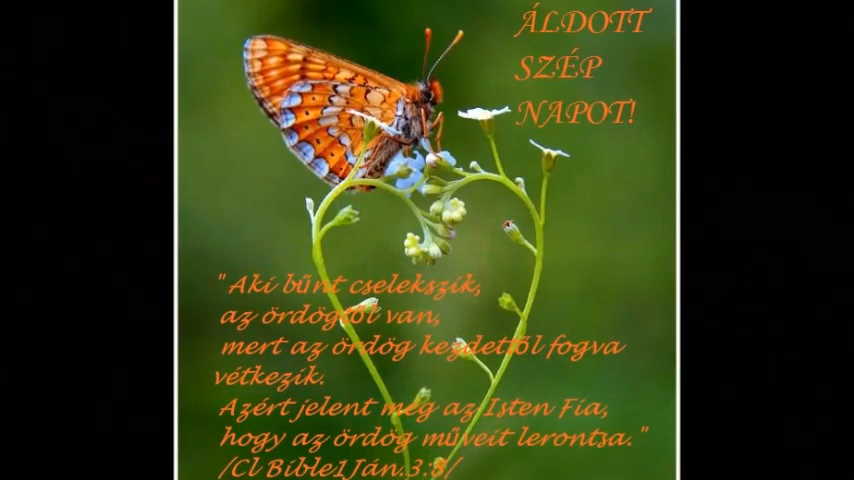 ÁLDOTT
SZÉP
NAPOT!
"Aki bűnt cselekszik,
az ördögtől van,
mert az ördög kezdettől fogva
vétkezik.
Azért jelent meg az Isten Fia,
hogy az ördög műveit lerontsa."
/Cl Bible1Ján.3:8/